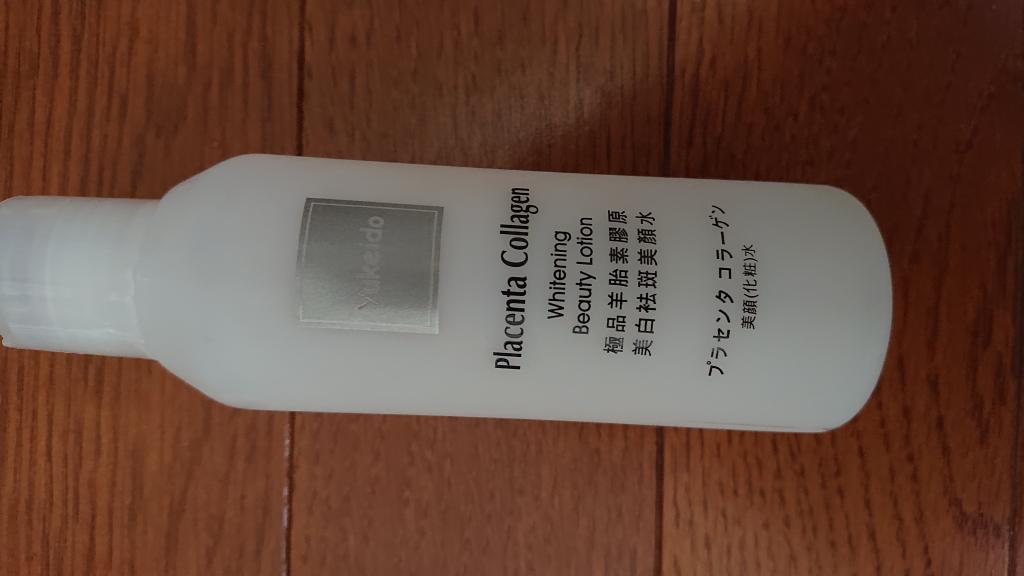 Yukeido
Placenta Collagen
Whitening
Beauty Lotion
極品羊胎素膠原
美白祛斑美顏水
プラセンタコラーゲン
美顔(化粧)水